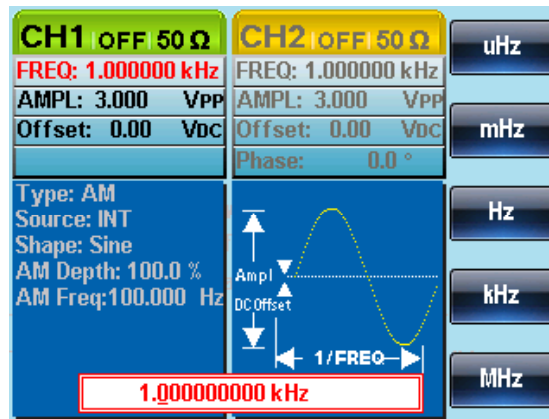 CH1 OFF 50 Ω
FREQ: 1.000000 kHz
AMPL: 3.000 VPP
Offset: 0.00 VDC
CH2 OFF 50 Ω
FREQ: 1.000000 kHz
AMPL: 3.000 VPP
Offset: 0.00 VDC
Phase: 0.0 °
Type: AM
Source: INT
Shape: Sine
AM Depth: 100.0 %
AM Freq:100.000 Hz
Ampl
DC Offset
1/FREQ
1.000000000 kHz
uHz
mHz
Hz
kHz
MHz